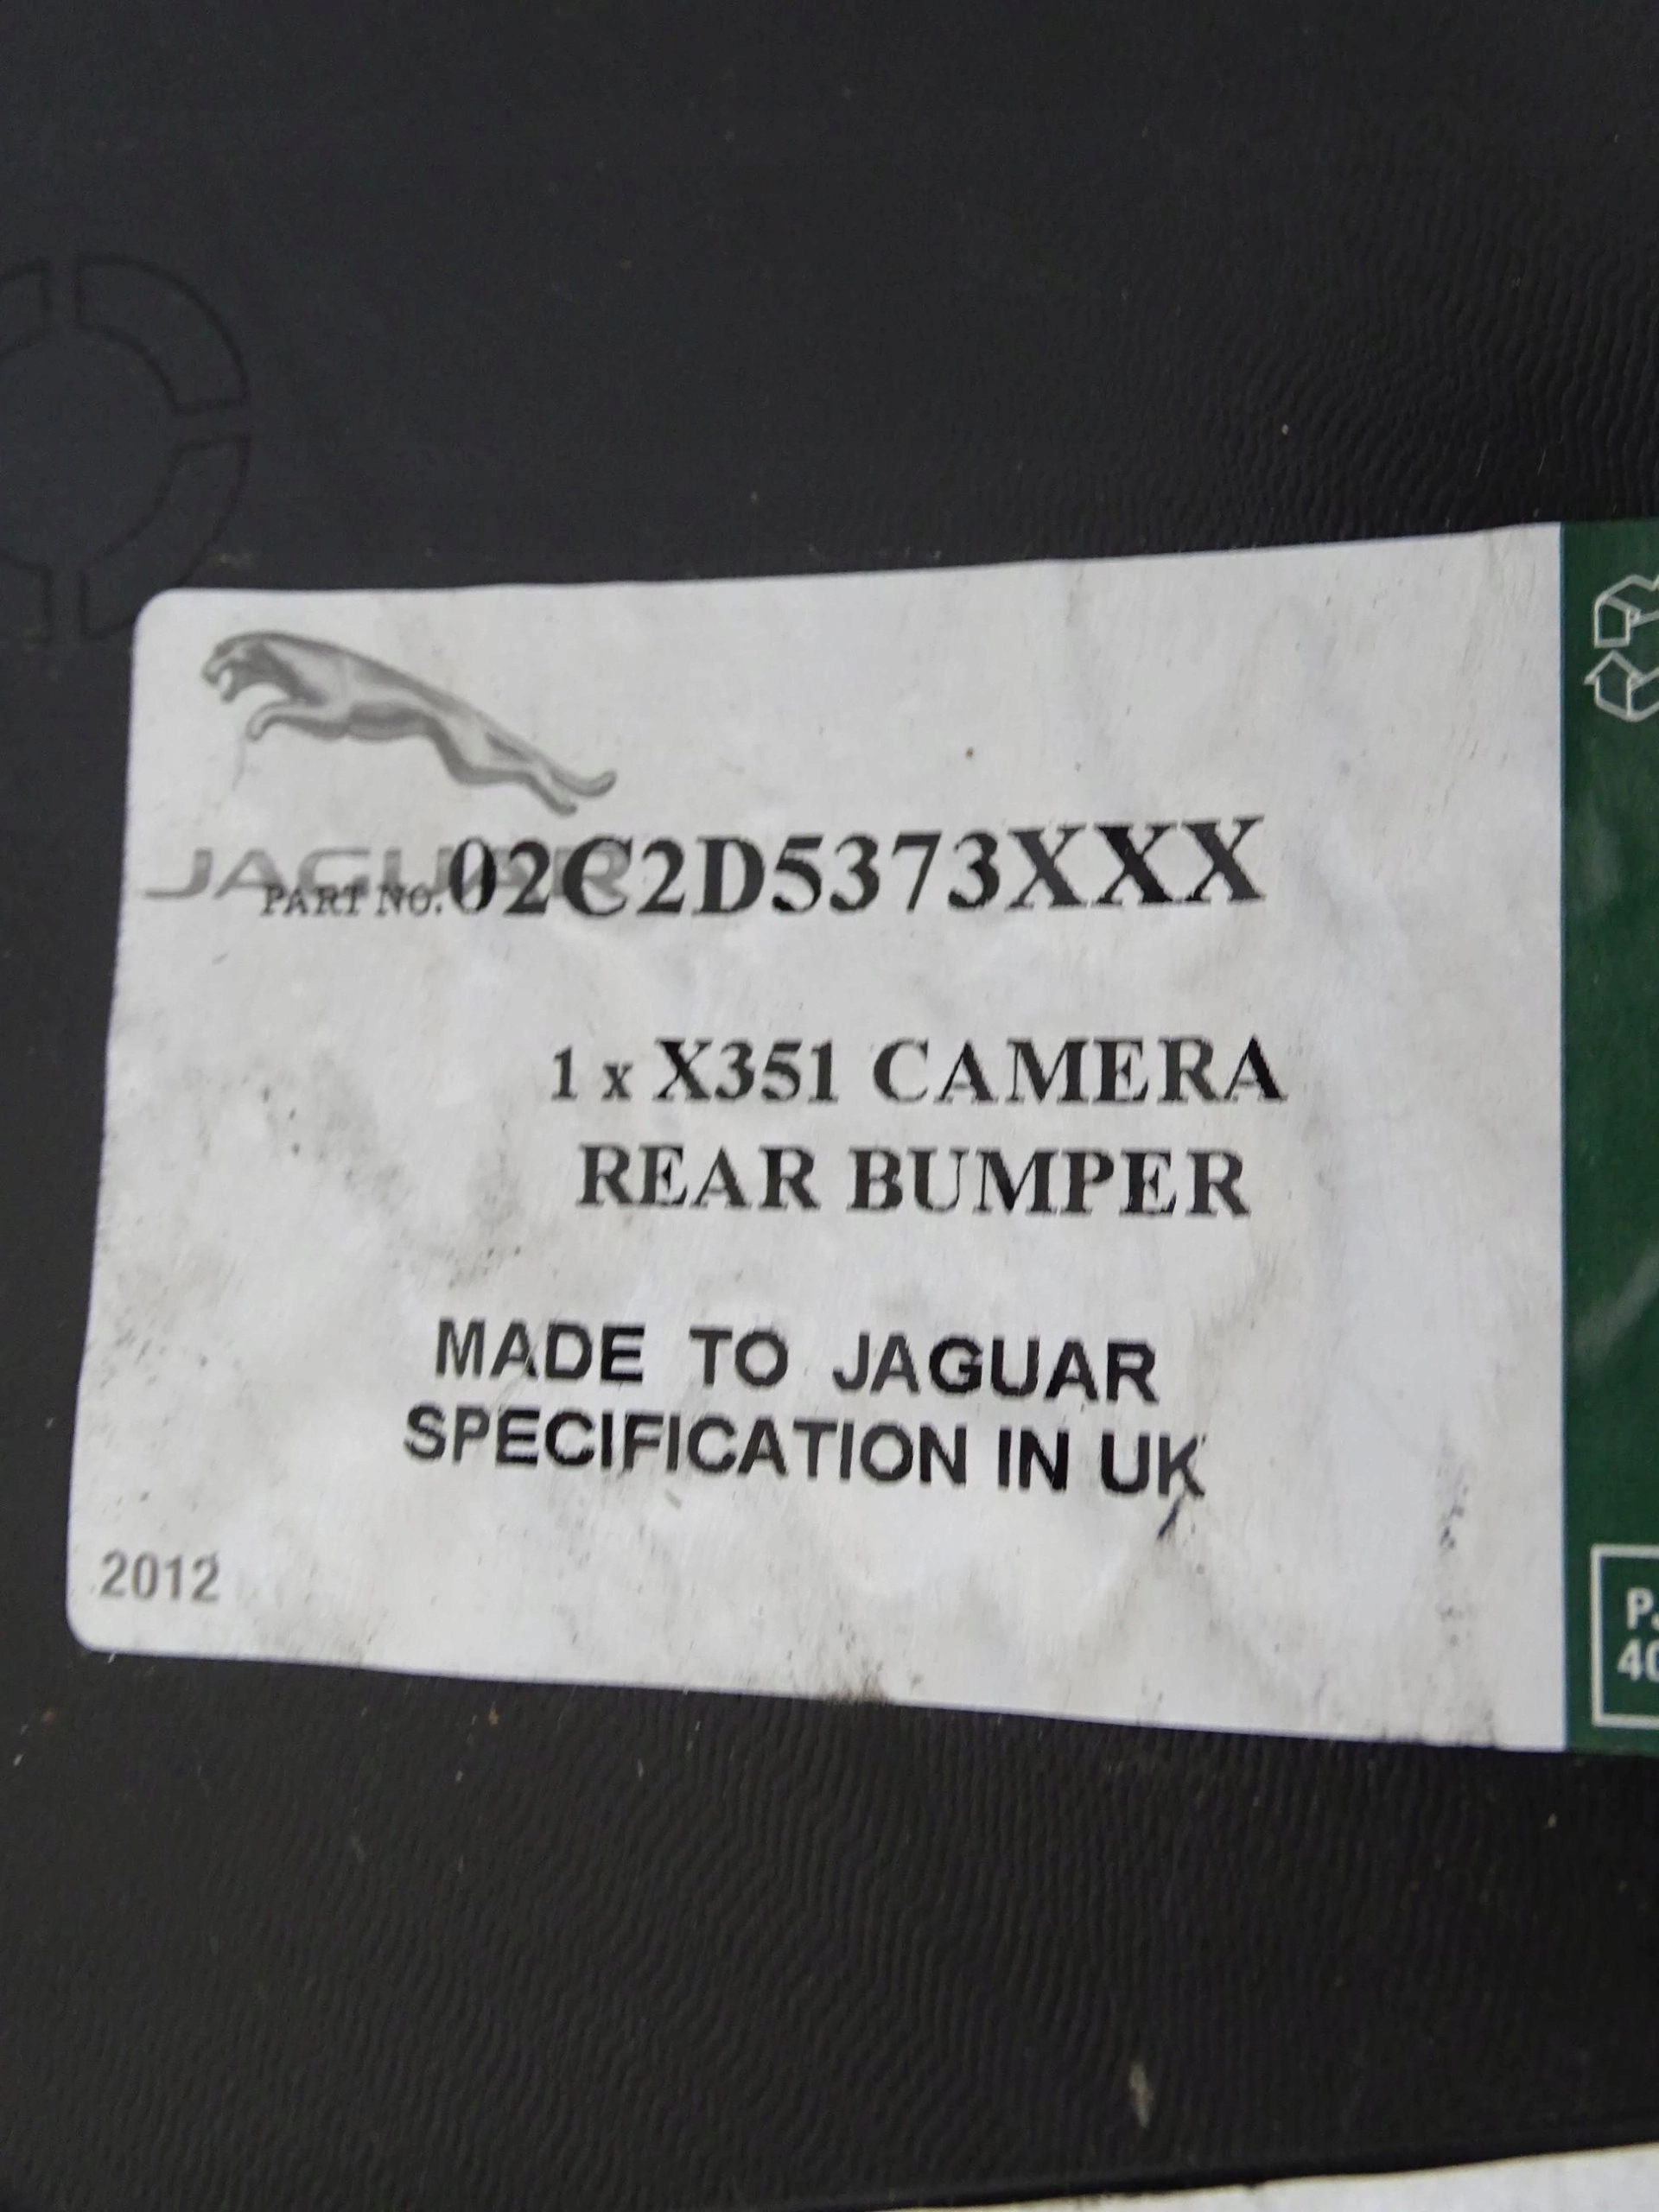 JAGUAR
PART NO.02C2D5373XXX
1 x X351 CAMERA
REAR BUMPER
MADE TO JAGUAR
SPECIFICATION IN UK
2012